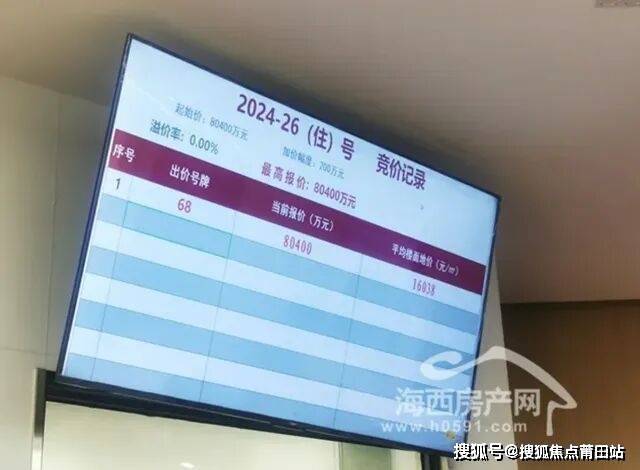 2024-26（住）号 竞价记录
起始价：80400万元 加价幅度：700万元
溢价率：0.00% 最高报价：80400万元
序号 出价号牌 当前报价（万元） 平均楼面地价（元/㎡）
1 68 80400 16038
海西房产网
www.h0591.com
搜狐号@搜狐焦点莆田站